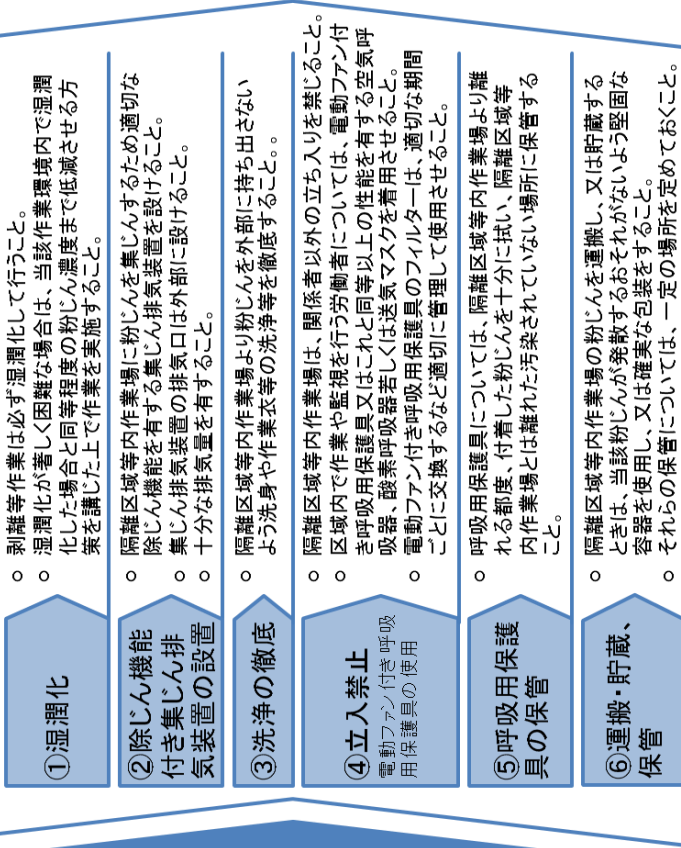 ①湿潤化
○ 剥離等作業は必ず湿潤化して行うこと。
○ 湿潤化が著しく困難な場合は、当該作業環境内で湿潤
化した場合と同等程度の粉じん濃度まで低減させる方
策を講じた上で作業を実施すること。
②除じん機能
付き集じん排
気装置の設置
○ 隔離区域等内作業場に粉じんを集じんするため適切な
除じん機能を有する集じん排気装置を設けること。
○ 集じん排気装置の排気口は外部に設けること。
○ 十分な排気量を有すること。
③洗浄の徹底
○ 隔離区域等内作業場より粉じんを外部に持ち出さない
よう洗身や作業衣等の洗浄等を徹底すること。。
④立入禁止
電動ファン付き呼吸
用保護具の使用
○ 隔離区域等内作業場は、関係者以外の立ち入りを禁じること。
○ 区域内で作業や監視を行う労働者については、電動ファン付
き呼吸用保護具又はこれと同等以上の性能を有する空気呼
吸器、酸素呼吸器若しくは送気マスクを着用させること。
○ 電動ファン付き呼吸用保護具のフィルターは、適切な期間
ごとに交換するなど適切に管理して使用させること。
⑤呼吸用保護
具の保管
○ 呼吸用保護具については、隔離区域等内作業場より離
れる都度、付着した粉じんを十分に拭い、隔離区域等
内作業場とは離れた汚染されていない場所に保管する
こと。
⑥運搬・貯蔵、
保管
○ 隔離区域等内作業場の粉じんを運搬し、又は貯蔵する
ときは、当該粉じんが発散するおそれがないよう堅固な
容器を使用し、又は確実な包装をすること。
○ それらの保管については、一定の場所を定めておくこと。